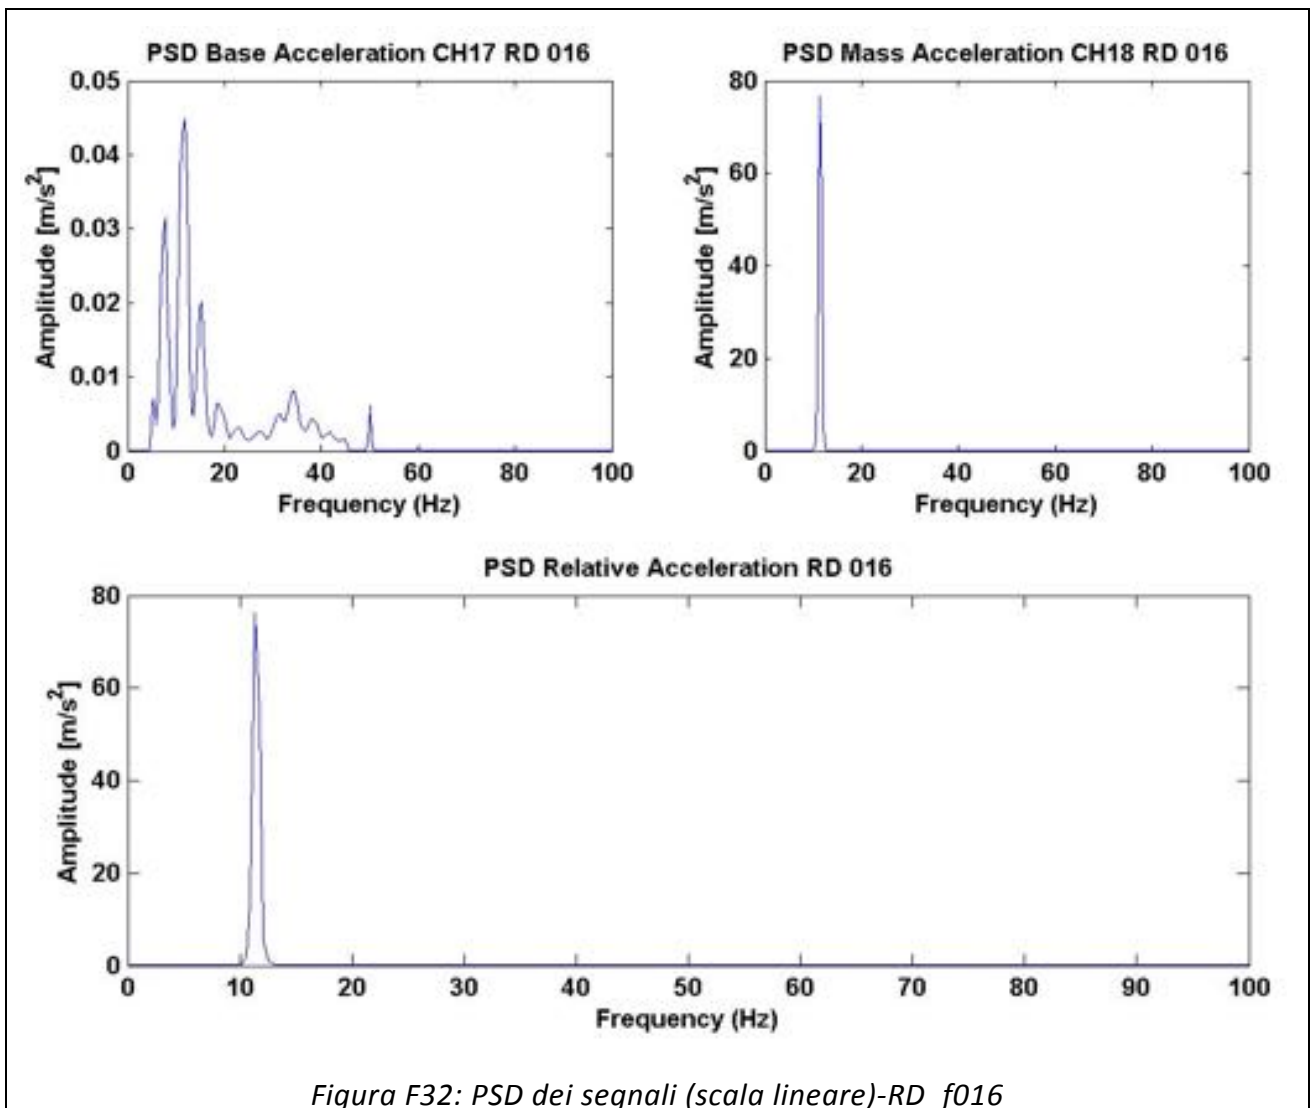 PSD Base Acceleration CH17 RD 016
0.05
0.04
0.03
0.02
0.01
0
Amplitude [m/s²]
0 20 40 60 80 100
Frequency (Hz)
PSD Mass Acceleration CH18 RD 016
80
60
40
20
0
Amplitude [m/s²]
0 20 40 60 80 100
Frequency (Hz)
PSD Relative Acceleration RD 016
80
60
40
20
0
Amplitude [m/s²]
0 10 20 30 40 50 60 70 80 90 100
Frequency (Hz)
Figura F32: PSD dei segnali (scala lineare)-RD_f016